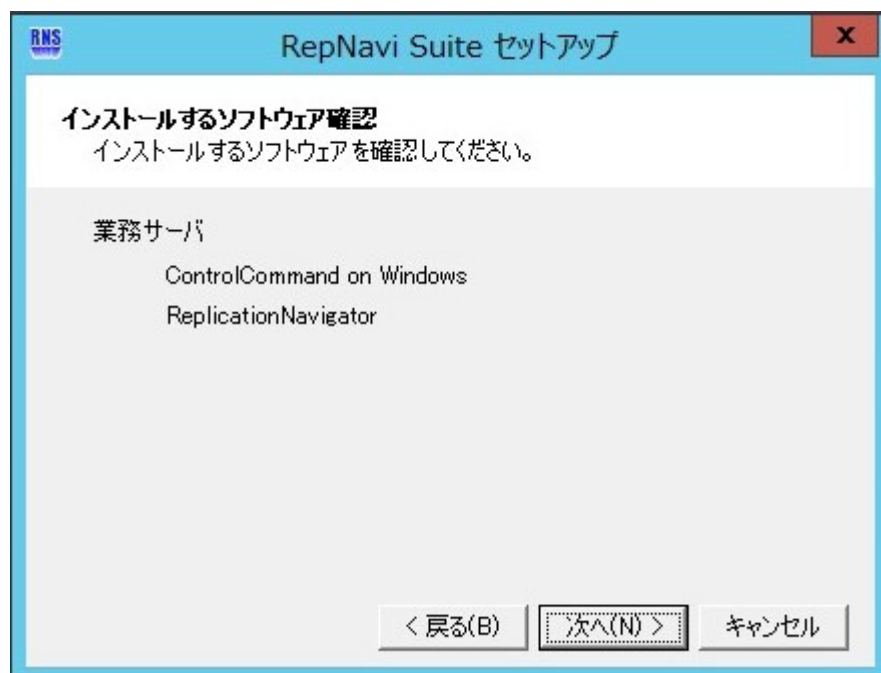 RNS
RepNavi Suite セットアップ
x
インストールするソフトウェア確認
インストールするソフトウェアを確認してください。
業務サーバ
ControlCommand on Windows
ReplicationNavigator
< 戻る(B)
次へ(N) >
キャンセル